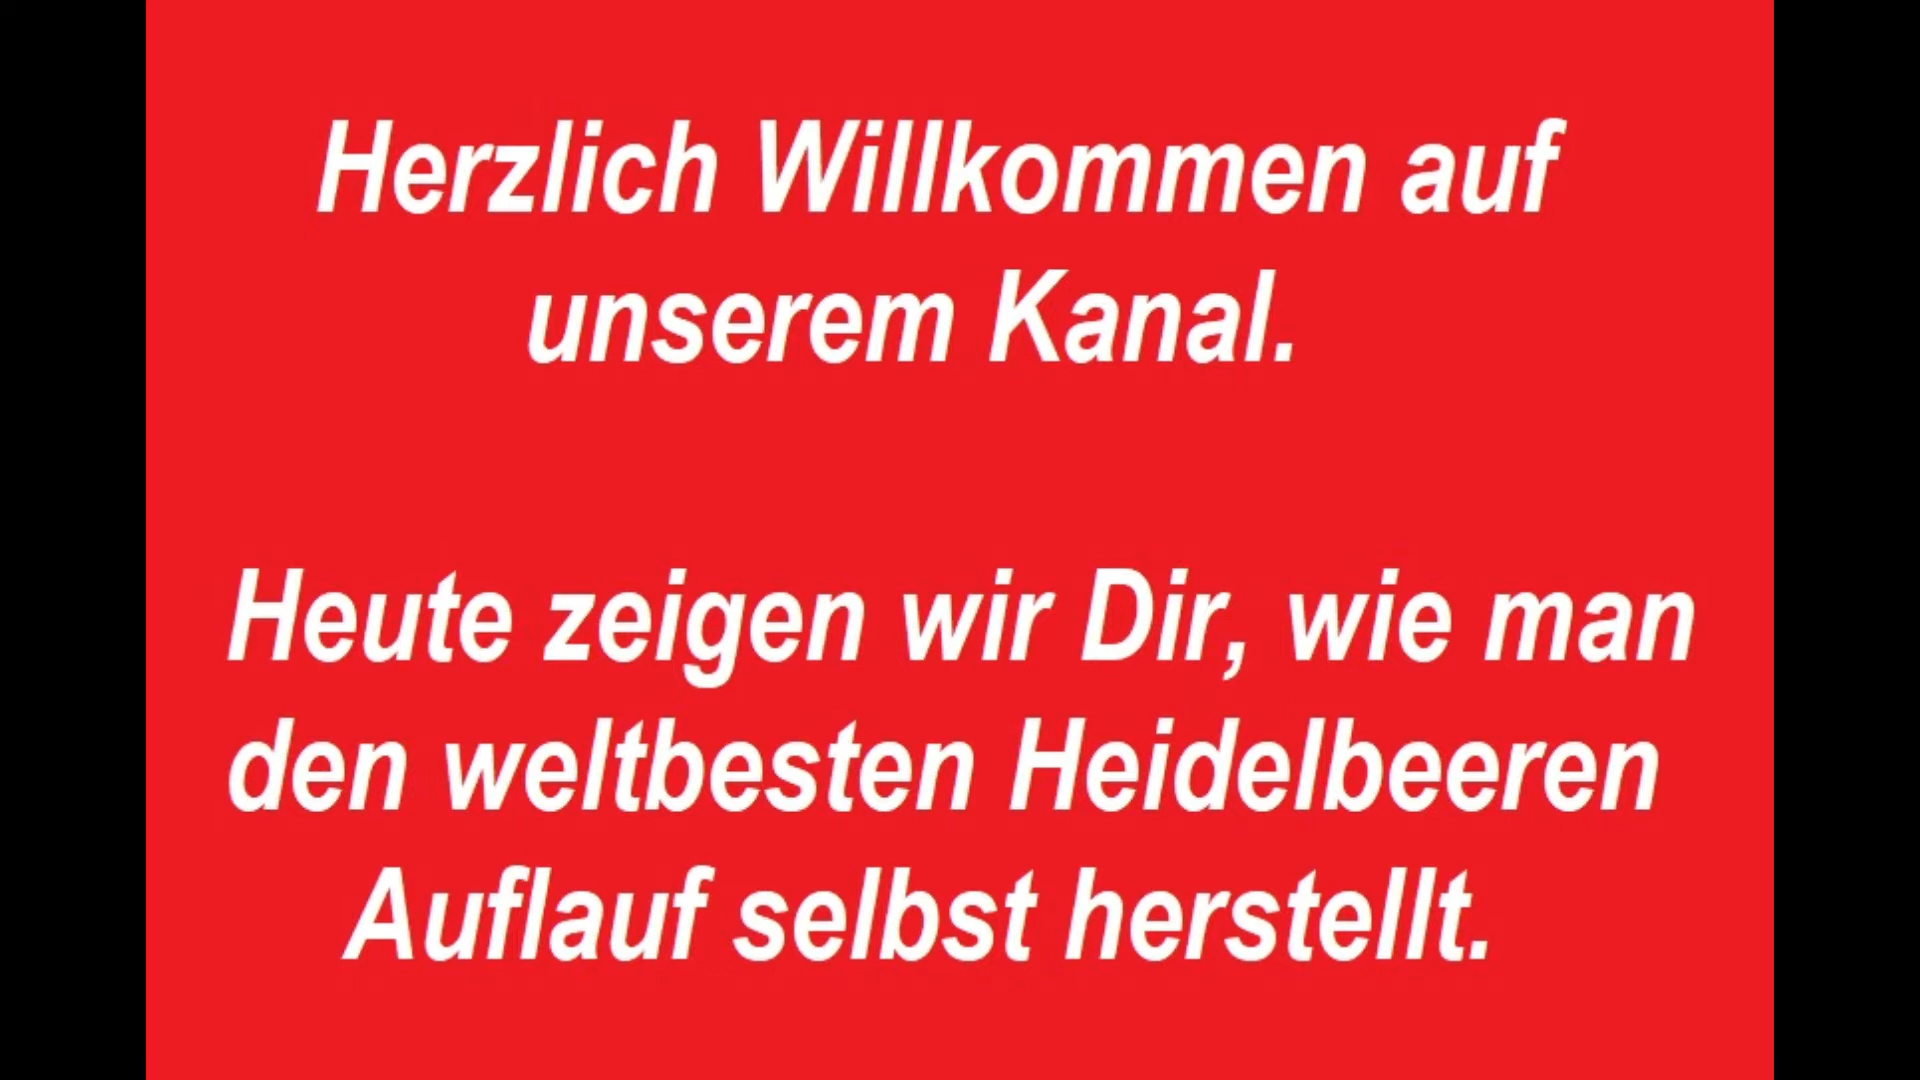 Herzlich Willkommen auf
unserem Kanal.
Heute zeigen wir Dir, wie man
den weltbesten Heidelbeeren
Auflauf selbst herstellt.